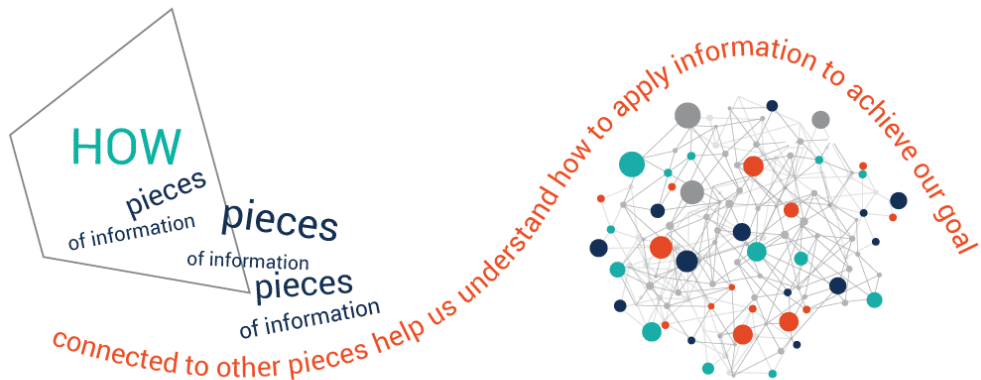 HOW
pieces
of information
pieces
of information
pieces
of information
connected to other pieces help us understand how to apply information to achieve our goal